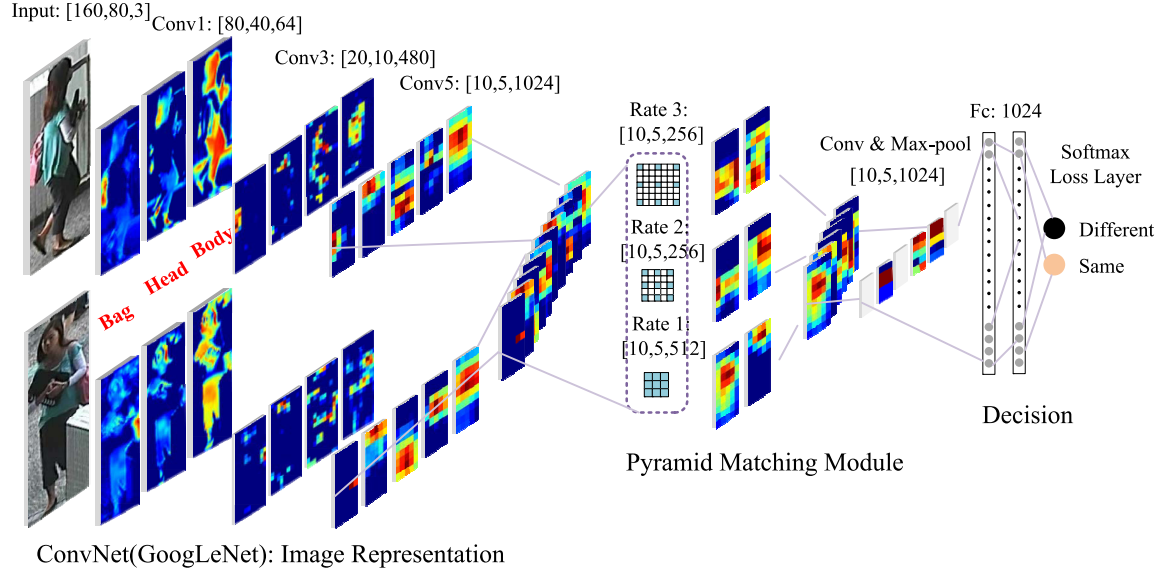 Input: [160,80,3]
Conv1: [80,40,64]
Conv3: [20,10,480]
Conv5: [10,5,1024]
Bag Head Body
Rate 3:
[10,5,256]
Rate 2:
[10,5,256]
Rate 1:
[10,5,512]
Conv & Max-pool
[10,5,1024]
Fc: 1024
Softmax
Loss Layer
Different
Same
Decision
Pyramid Matching Module
ConvNet(GoogLeNet): Image Representation